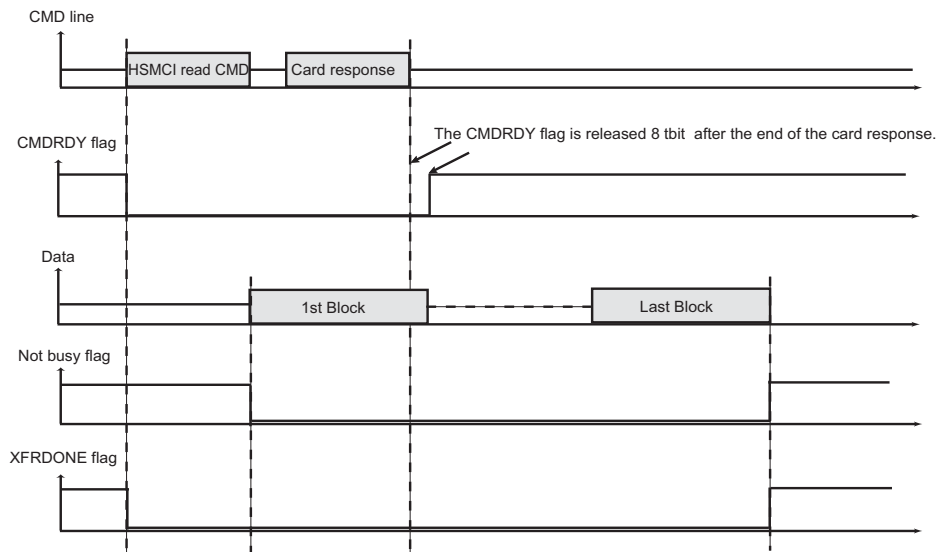 CMD line
HSMCI read CMD
Card response
The CMDRDY flag is released 8 tbit after the end of the card response.
CMDRDY flag
Data
1st Block
Last Block
Not busy flag
XFRDONE flag